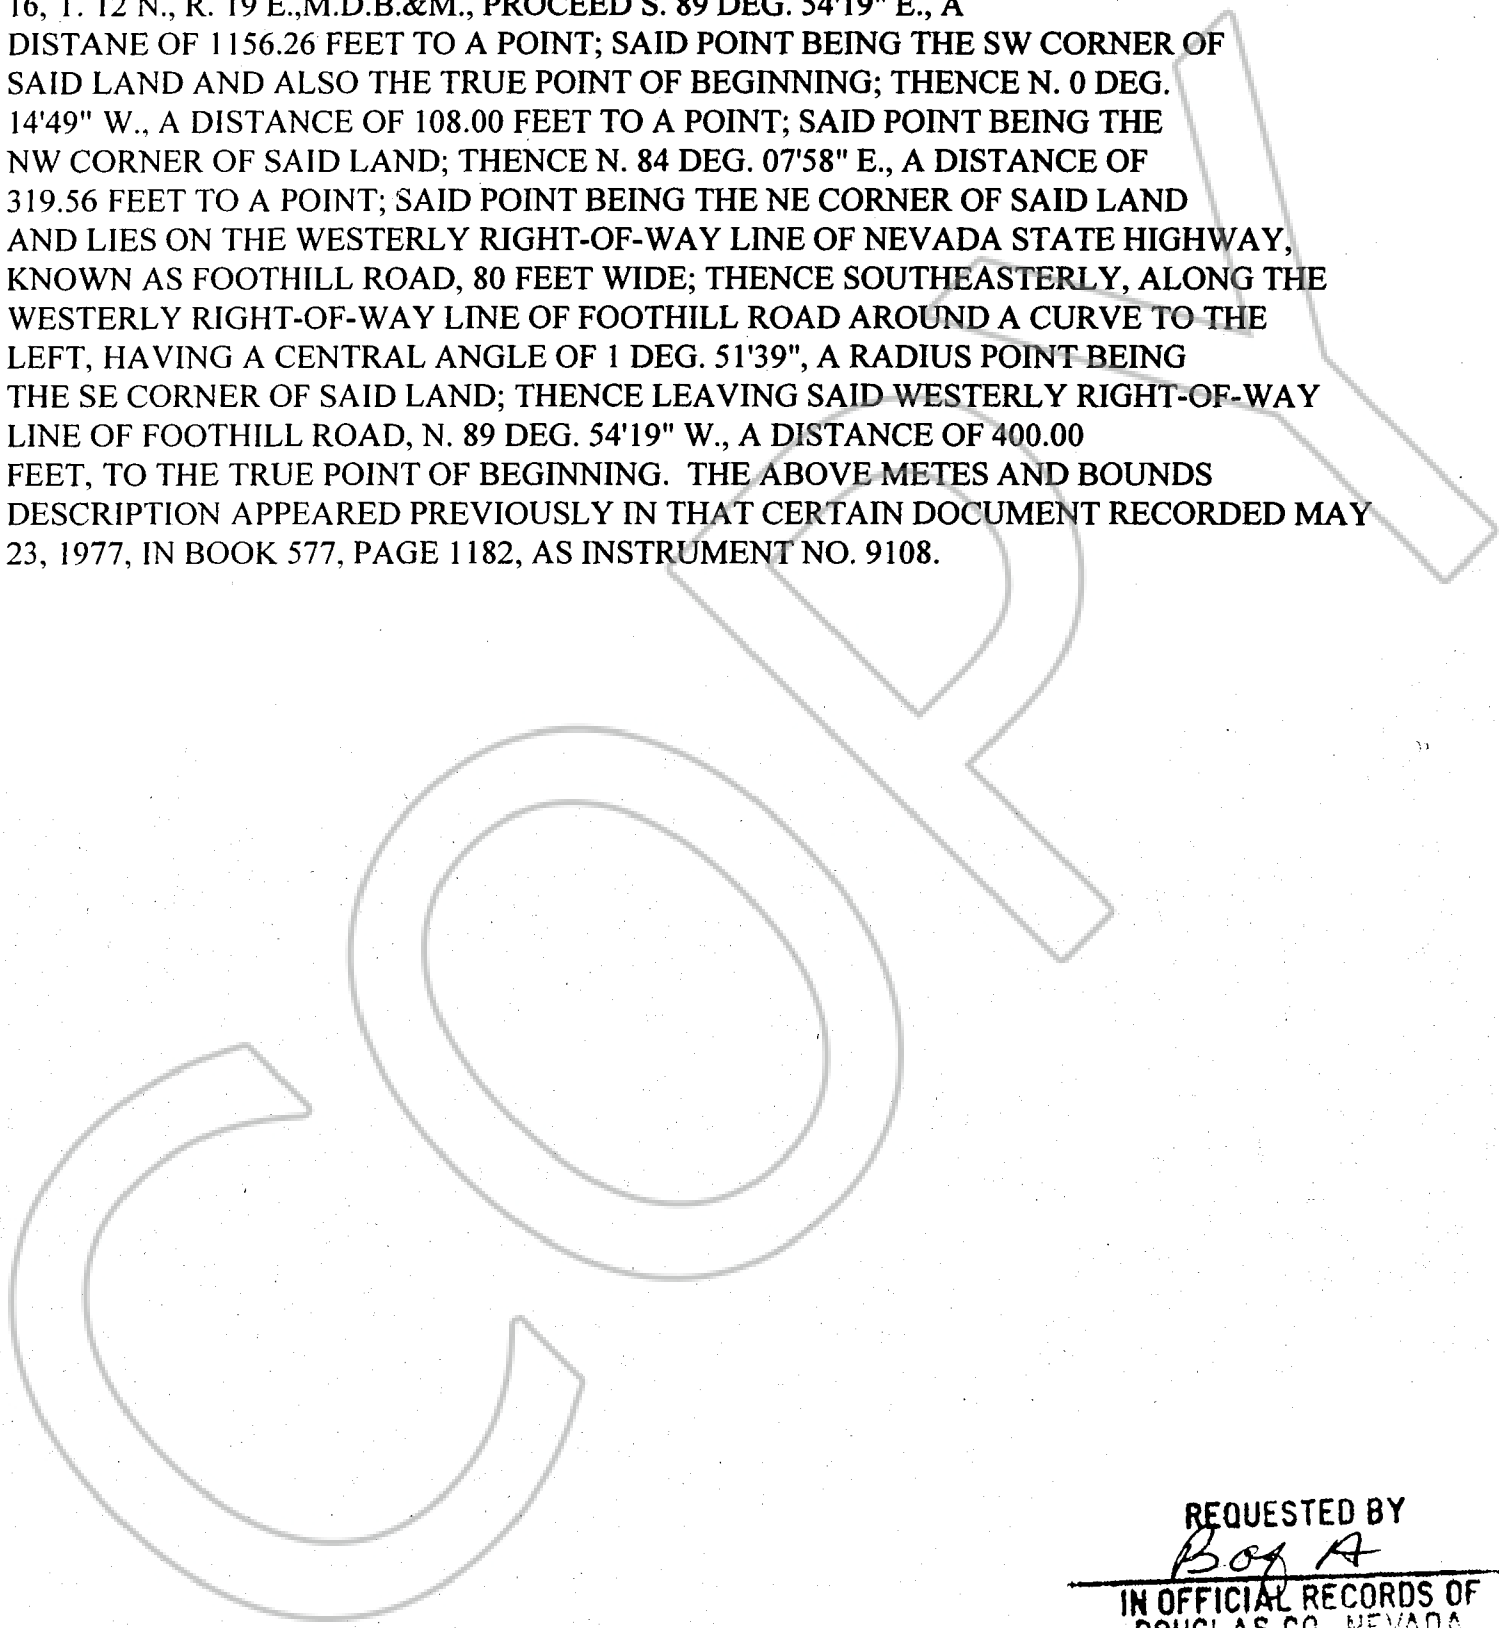 16, T. 12 N., R. 19 E.,M.D.B.&M., PROCEED S. 89 DEG. 54'19" E., A
DISTANE OF 1156.26 FEET TO A POINT; SAID POINT BEING THE SW CORNER OF
SAID LAND AND ALSO THE TRUE POINT OF BEGINNING; THENCE N. 0 DEG.
14'49" W., A DISTANCE OF 108.00 FEET TO A POINT; SAID POINT BEING THE
NW CORNER OF SAID LAND; THENCE N. 84 DEG. 07'58" E., A DISTANCE OF
319.56 FEET TO A POINT; SAID POINT BEING THE NE CORNER OF SAID LAND
AND LIES ON THE WESTERLY RIGHT-OF-WAY LINE OF NEVADA STATE HIGHWAY,
KNOWN AS FOOTHILL ROAD, 80 FEET WIDE; THENCE SOUTHEASTERLY, ALONG THE
WESTERLY RIGHT-OF-WAY LINE OF FOOTHILL ROAD AROUND A CURVE TO THE
LEFT, HAVING A CENTRAL ANGLE OF 1 DEG. 51'39", A RADIUS POINT BEING
THE SE CORNER OF SAID LAND; THENCE LEAVING SAID WESTERLY RIGHT-OF-WAY
LINE OF FOOTHILL ROAD, N. 89 DEG. 54'19" W., A DISTANCE OF 400.00
FEET, TO THE TRUE POINT OF BEGINNING. THE ABOVE METES AND BOUNDS
DESCRIPTION APPEARED PREVIOUSLY IN THAT CERTAIN DOCUMENT RECORDED MAY
23, 1977, IN BOOK 577, PAGE 1182, AS INSTRUMENT NO. 9108.
COPY
REQUESTED BY
B of A
IN OFFICIAL RECORDS OF
DOUGLAS CO. NEVADA